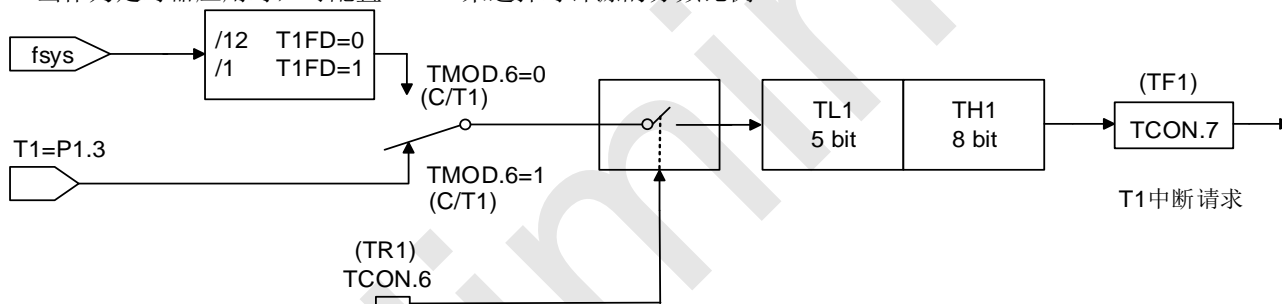 fsys
/12 T1FD=0
/1 T1FD=1
TMOD.6=0
(C/T1)
T1=P1.3
TMOD.6=1
(C/T1)
TL1
5 bit
TH1
8 bit
(TF1)
TCON.7
T1中断请求
(TR1)
TCON.6